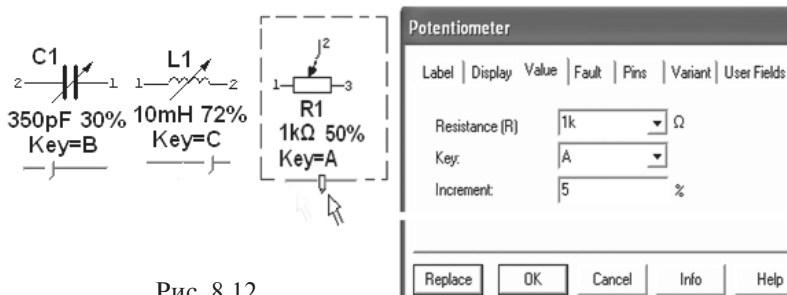 C1
2
1
350pF 30%
Key=B
L1
1
2
10mH 72%
Key=C
2
1
3
R1
1kΩ 50%
Key=A
Рис. 8.12
Potentiometer
Label Display Value Fault Pins Variant User Fields
Resistance (R) 1k Ω
Key: A
Increment: 5 %
Replace OK Cancel Info Help